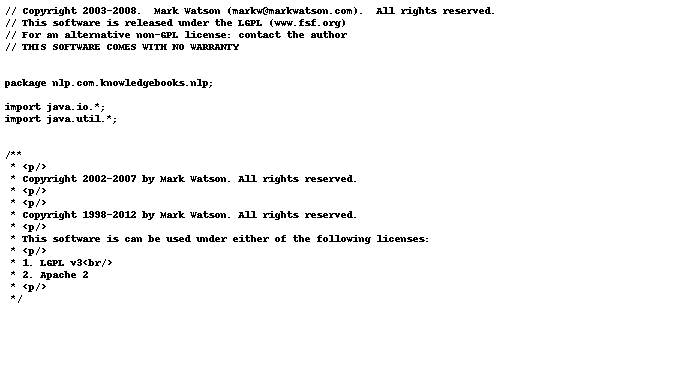 // Copyright 2003-2008.  Mark Watson (markw@markwatson.com).  All rights reserved.
// This software is released under the LGPL (www.fsf.org)
// For an alternative non-GPL license: contact the author
// THIS SOFTWARE COMES WITH NO WARRANTY
package nlp.com.knowledgebooks.nlp;
import java.io.*;
import java.util.*;
/**
 * <p/>
 * Copyright 2002-2007 by Mark Watson. All rights reserved.
 * <p/>
 * <p/>
 * Copyright 1998-2012 by Mark Watson. All rights reserved.
 * <p/>
 * This software is can be used under either of the following licenses:
 * <p/>
 * 1. LGPL v3<br/>
 * 2. Apache 2
 * <p/>
 */